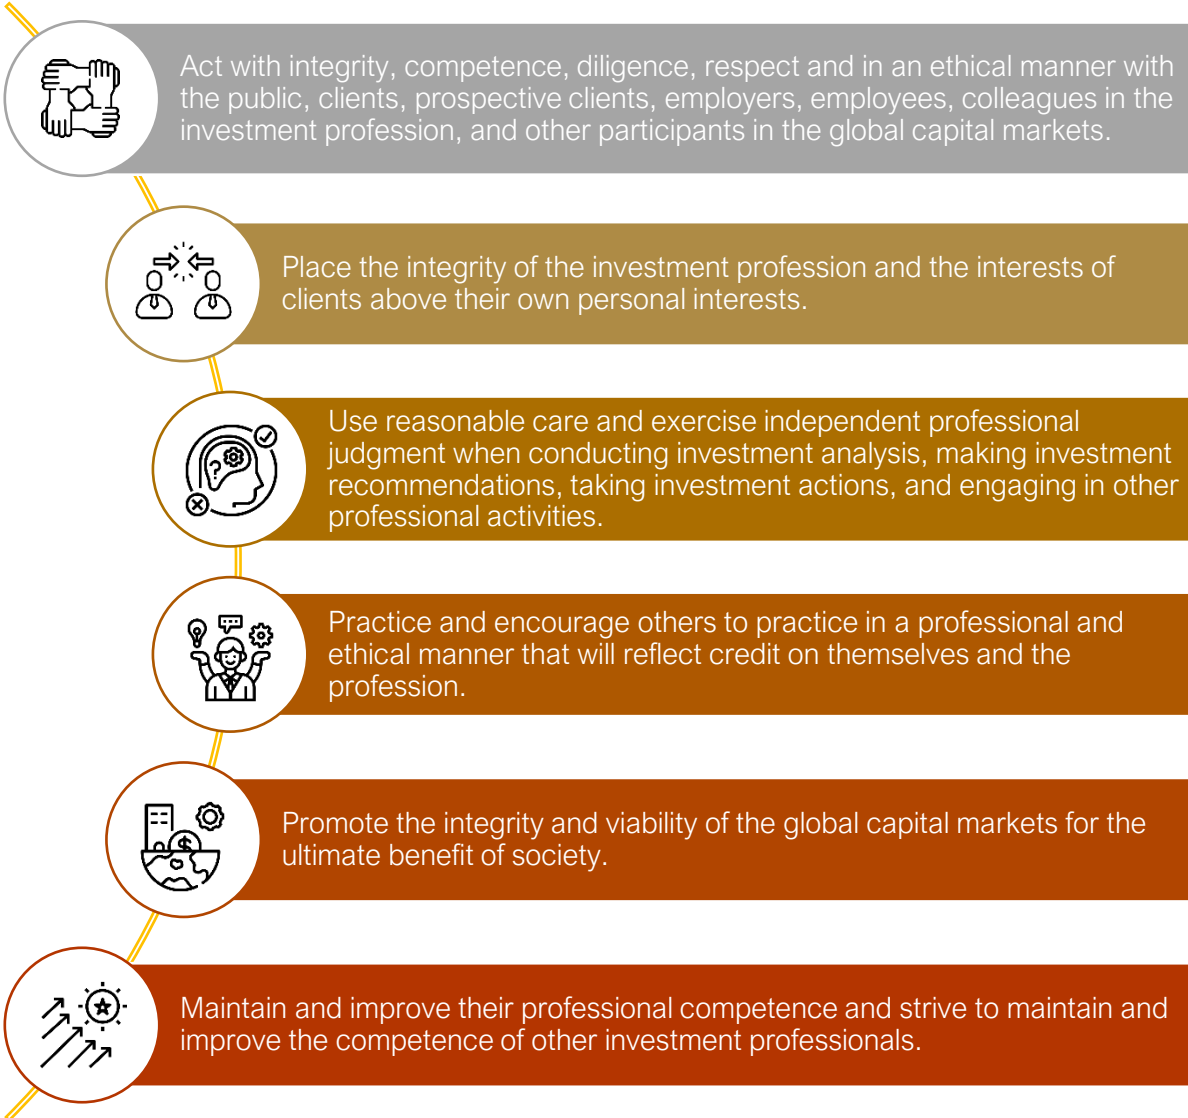 Act with integrity, competence, diligence, respect and in an ethical manner with
the public, clients, prospective clients, employers, employees, colleagues in the
investment profession, and other participants in the global capital markets.
Place the integrity of the investment profession and the interests of
clients above their own personal interests.
Use reasonable care and exercise independent professional
judgment when conducting investment analysis, making investment
recommendations, taking investment actions, and engaging in other
professional activities.
Practice and encourage others to practice in a professional and
ethical manner that will reflect credit on themselves and the
profession.
Promote the integrity and viability of the global capital markets for the
ultimate benefit of society.
Maintain and improve their professional competence and strive to maintain and
improve the competence of other investment professionals.